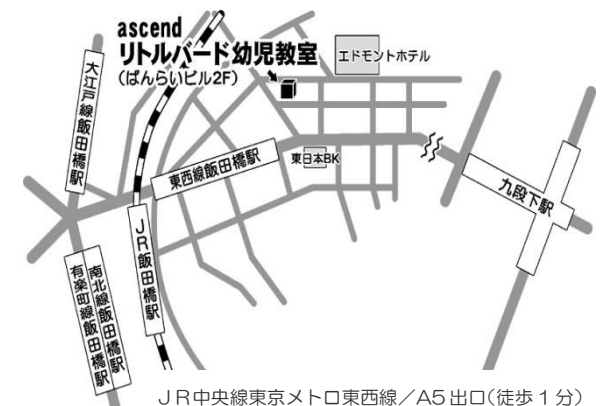 ascend
リトルバード幼児教室
(ばんらいビル2F)
エドモントホテル
大江戸線飯田橋駅
東西線飯田橋駅
東日本BK
九段下駅
JR飯田橋駅
南北線飯田橋駅
有楽町線飯田橋駅
JR中央線東京メトロ東西線／A5出口(徒歩1分)